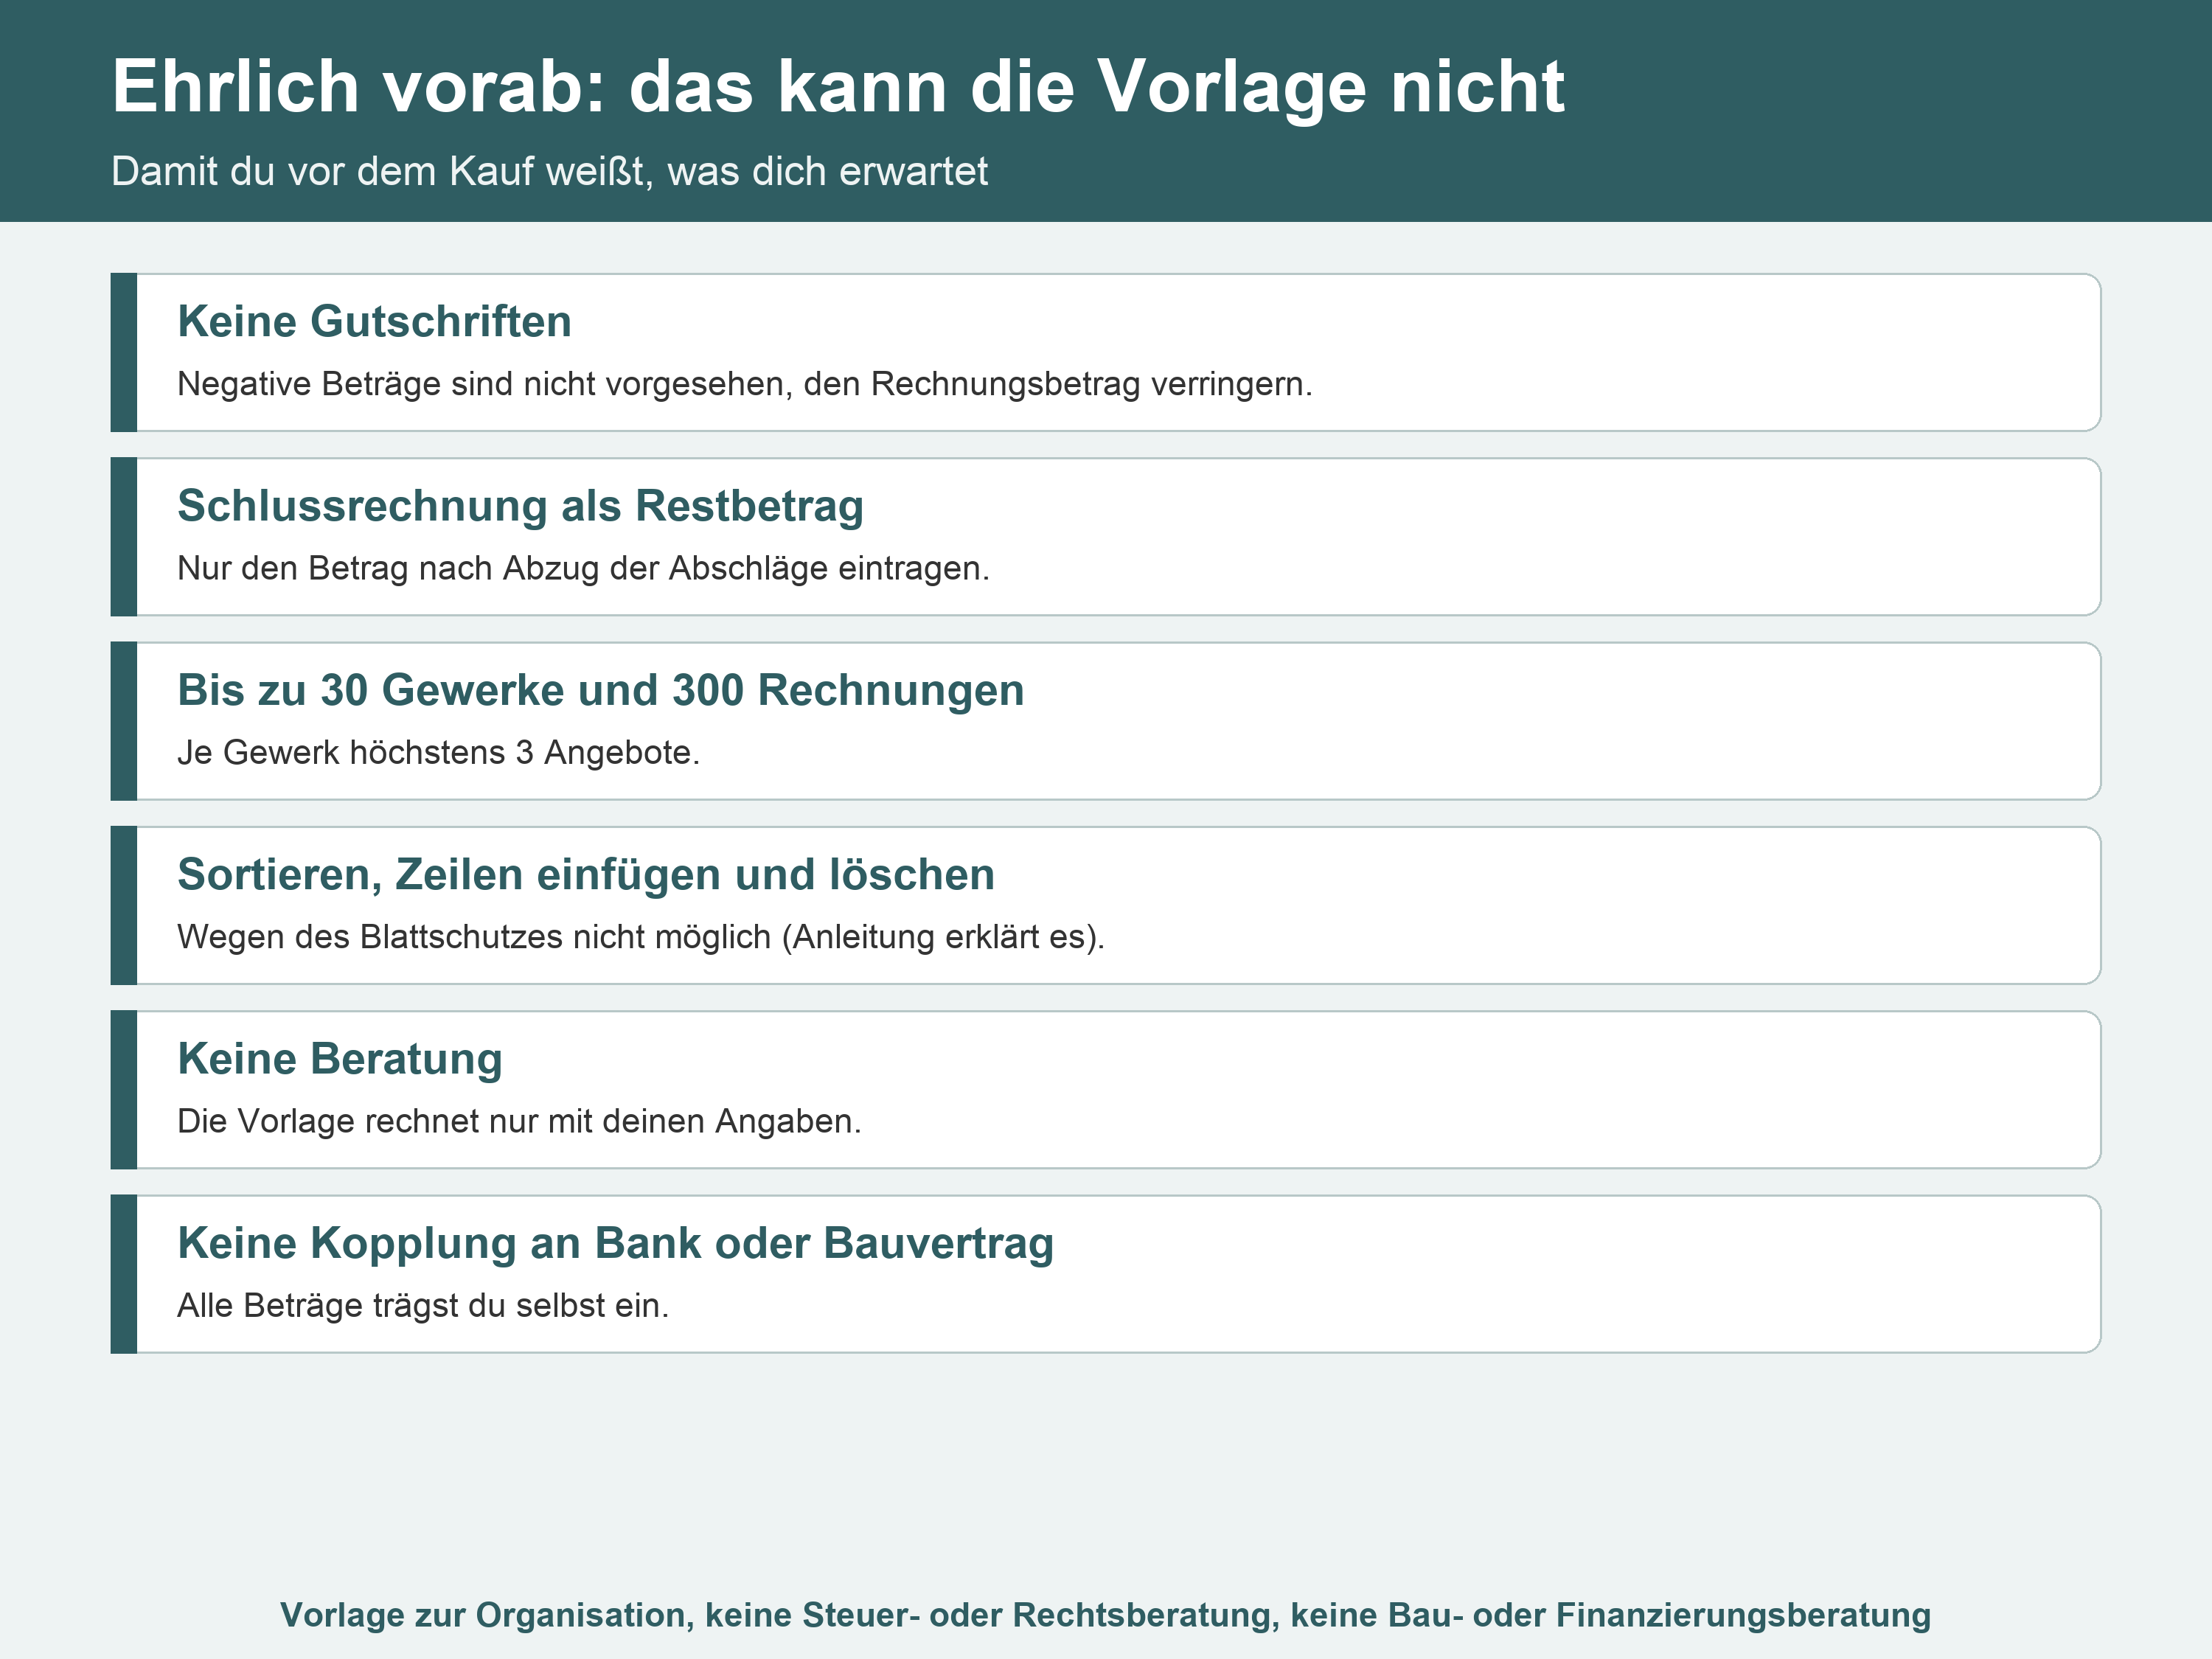 Ehrlich vorab: das kann die Vorlage nicht
Damit du vor dem Kauf weißt, was dich erwartet
Keine Gutschriften
Negative Beträge sind nicht vorgesehen, den Rechnungsbetrag verringern.
Schlussrechnung als Restbetrag
Nur den Betrag nach Abzug der Abschläge eintragen.
Bis zu 30 Gewerke und 300 Rechnungen
Je Gewerk höchstens 3 Angebote.
Sortieren, Zeilen einfügen und löschen
Wegen des Blattschutzes nicht möglich (Anleitung erklärt es).
Keine Beratung
Die Vorlage rechnet nur mit deinen Angaben.
Keine Kopplung an Bank oder Bauvertrag
Alle Beträge trägst du selbst ein.
Vorlage zur Organisation, keine Steuer- oder Rechtsberatung, keine Bau- oder Finanzierungsberatung